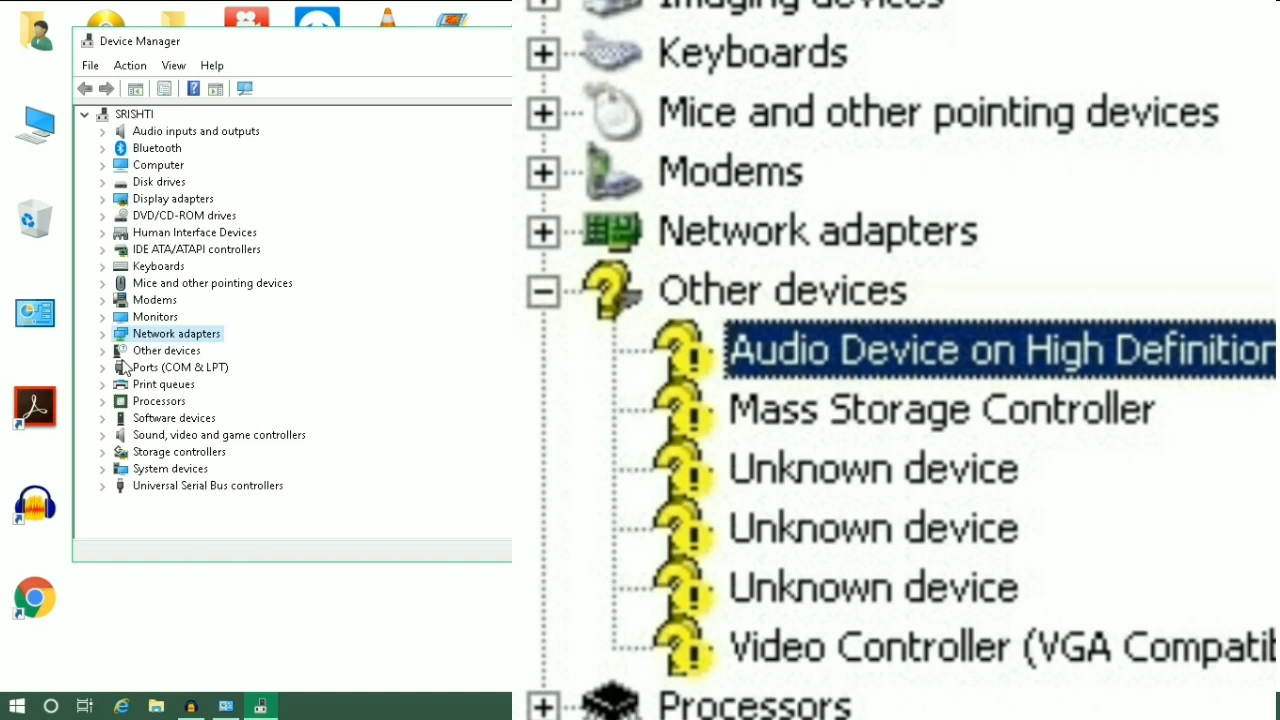 Device Manager
File Action View Help
SRISHTI
Audio inputs and outputs
Bluetooth
Computer
Disk drives
Display adapters
DVD/CD-ROM drives
Human Interface Devices
IDE ATA/ATAPI controllers
Keyboards
Mice and other pointing devices
Modems
Monitors
Network adapters
Other devices
Ports (COM & LPT)
Print queues
Processors
Software devices
Sound, video and game controllers
Storage controllers
System devices
Universal Serial Bus controllers
Imaging devices
Keyboards
Mice and other pointing devices
Modems
Network adapters
Other devices
Audio Device on High Definition
Mass Storage Controller
Unknown device
Unknown device
Unknown device
Video Controller (VGA Compatib
Processors